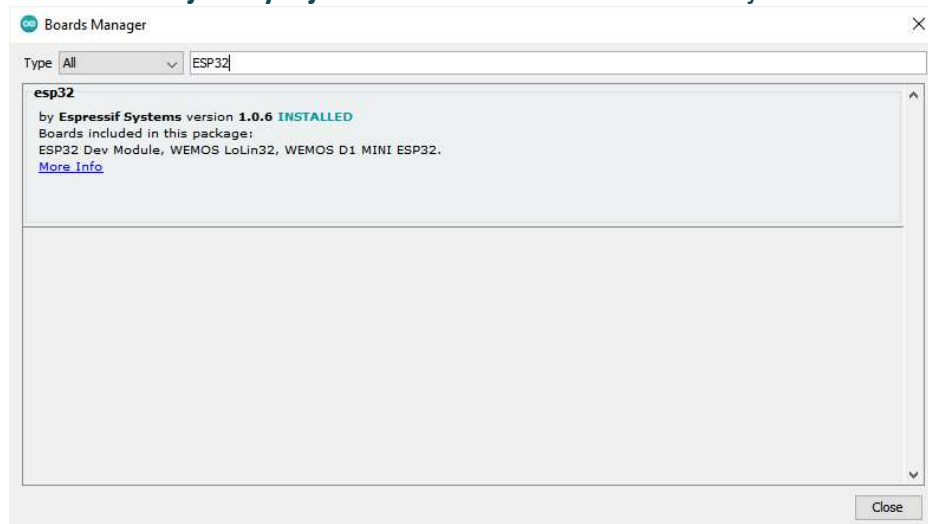 Boards Manager
Type All ESP32
esp32
by Espressif Systems version 1.0.6 INSTALLED
Boards included in this package:
ESP32 Dev Module, WEMOS LoLin32, WEMOS D1 MINI ESP32.
More Info
Close